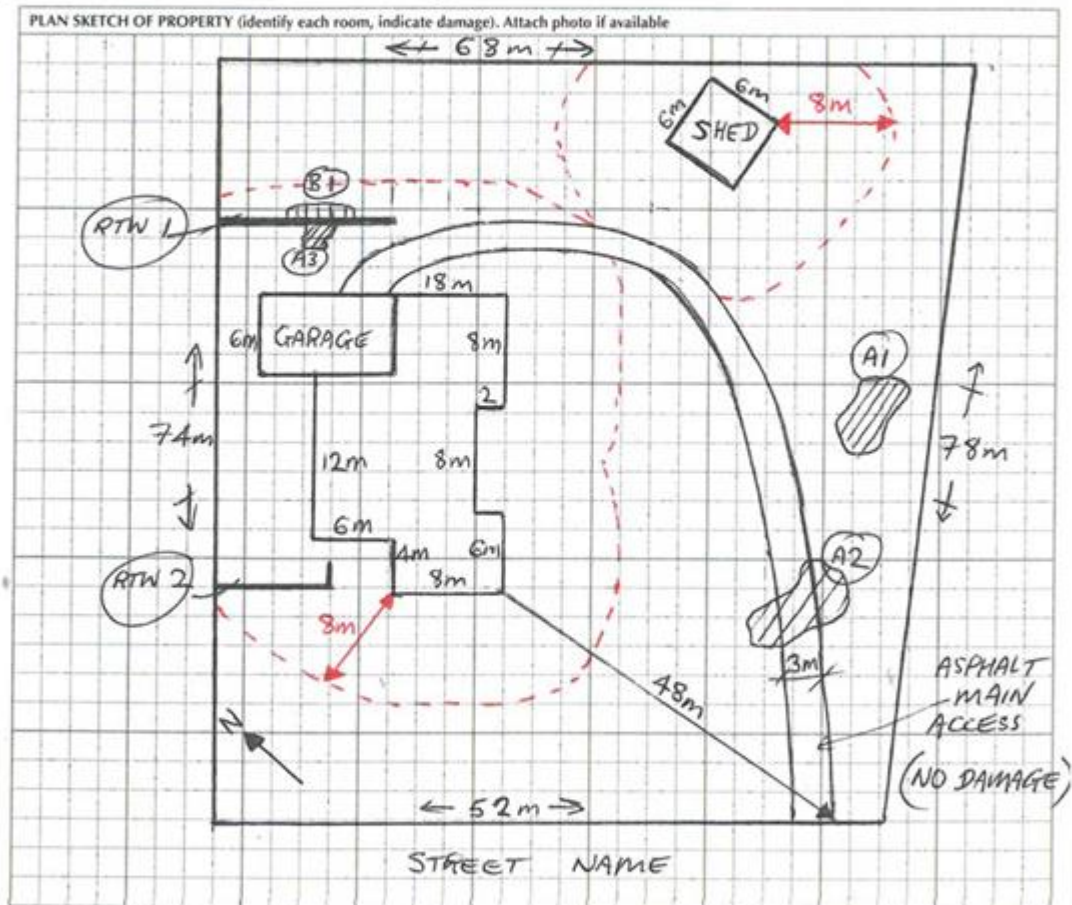 PLAN SKETCH OF PROPERTY (identify each room, indicate damage). Attach photo if available
68m
6m
6m
SHED
8m
B1
RTW 1
A3
18m
6m
GARAGE
8m
A1
2
74m
12m
8m
78m
6m
4m
6m
A2
8m
RTW 2
8m
3m
48m
ASPHALT
MAIN
ACCESS
(NO DAMAGE)
N
52m
STREET NAME